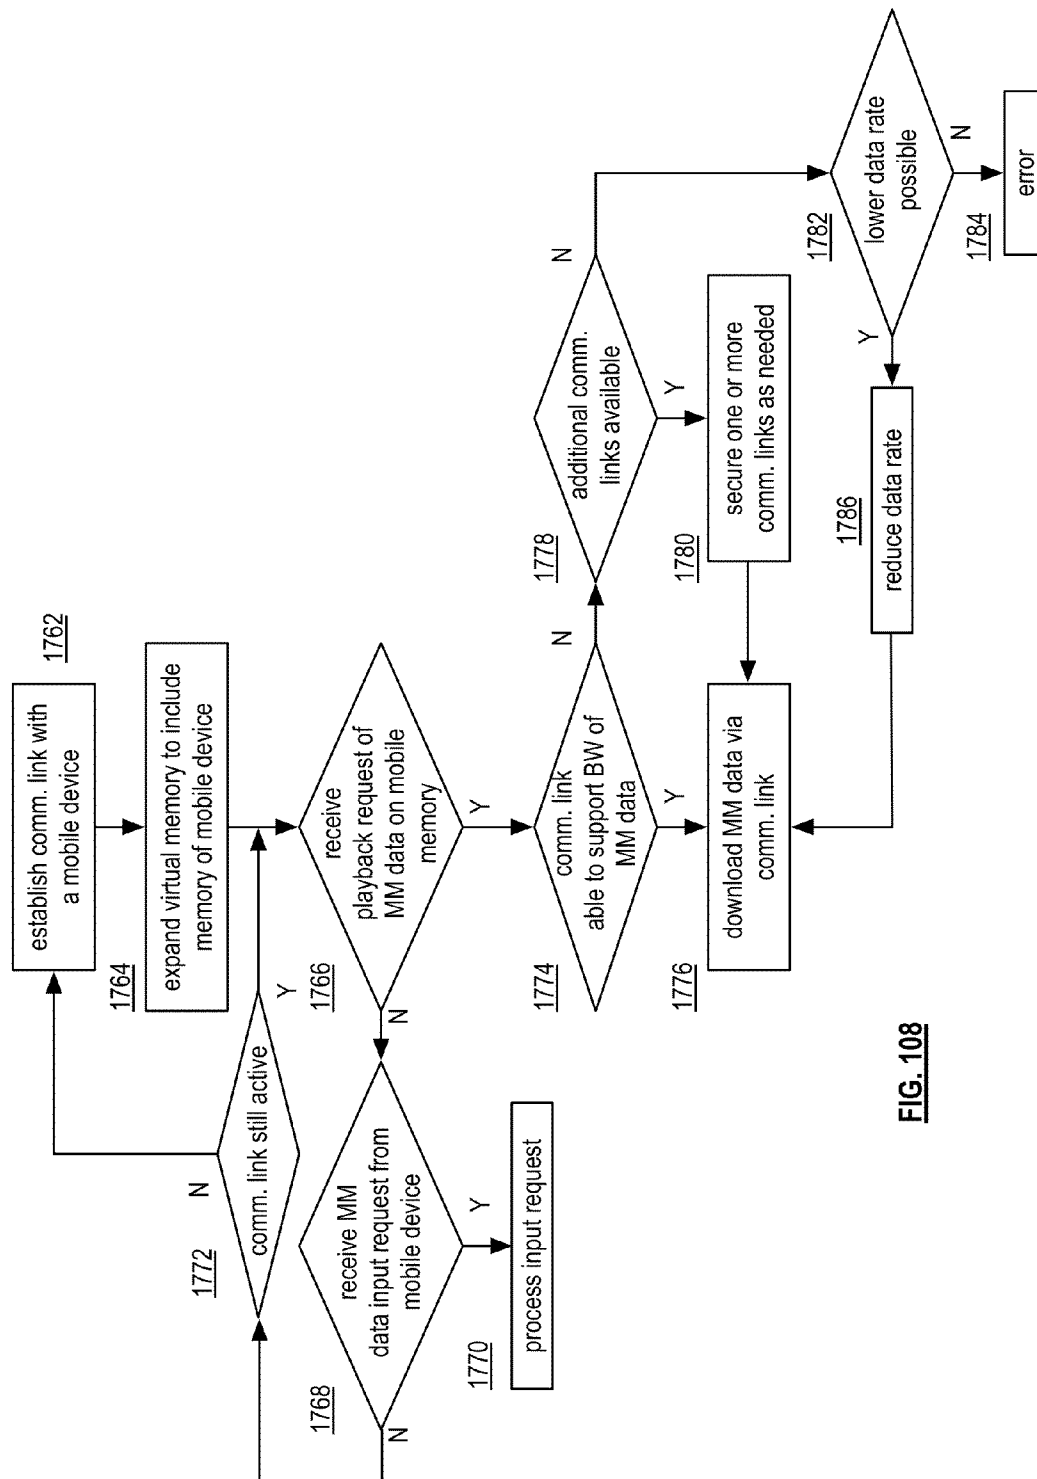 1762
establish comm. link with
a mobile device
1764
expand virtual memory to include
memory of mobile device
1772
comm. link still active
N
Y
1766
receive
playback request of
MM data on mobile
memory
N
Y
1768
receive MM
data input request from
mobile device
N
Y
1770
process input request
1774
comm. link
able to support BW of
MM data
N
Y
1776
download MM data via
comm. link
1778
additional comm.
links available
N
Y
1780
secure one or more
comm. links as needed
1782
lower data rate
possible
Y
N
1784
error
1786
reduce data rate
FIG. 108